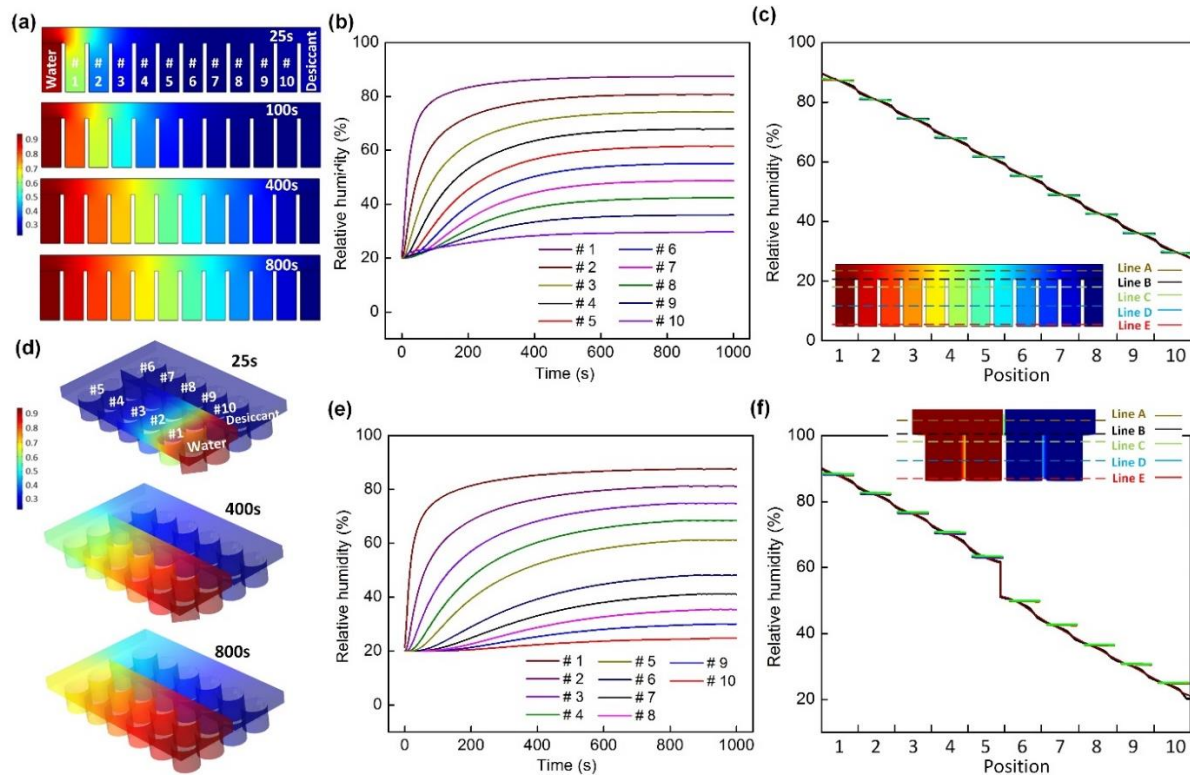 (a)
25s
Water
# 1
# 2
# 3
# 4
# 5
# 6
# 7
# 8
# 9
# 10
Desiccant
100s
400s
800s
0.9
0.8
0.7
0.6
0.5
0.4
0.3
(b)
100
80
60
40
20
0
Relative humidity (%)
0 200 400 600 800 1000
Time (s)
# 1 # 6
# 2 # 7
# 3 # 8
# 4 # 9
# 5 # 10
(c)
100
80
60
40
20
Relative humidity (%)
Line A
Line B
Line C
Line D
Line E
1 2 3 4 5 6 7 8 9 10
Position
(d)
25s
#6
#7
#8
#9
#10
Desiccant
#5
#4
#3
#2
#1
Water
0.9
0.8
0.7
0.6
0.5
0.4
0.3
400s
800s
(e)
100
80
60
40
20
0
Relative humidity (%)
0 200 400 600 800 1000
Time (s)
# 1 # 5 # 9
# 2 # 6 # 10
# 3 # 7
# 4 # 8
(f)
100
80
60
40
20
Relative humidity (%)
Line A
Line B
Line C
Line D
Line E
1 2 3 4 5 6 7 8 9 10
Position